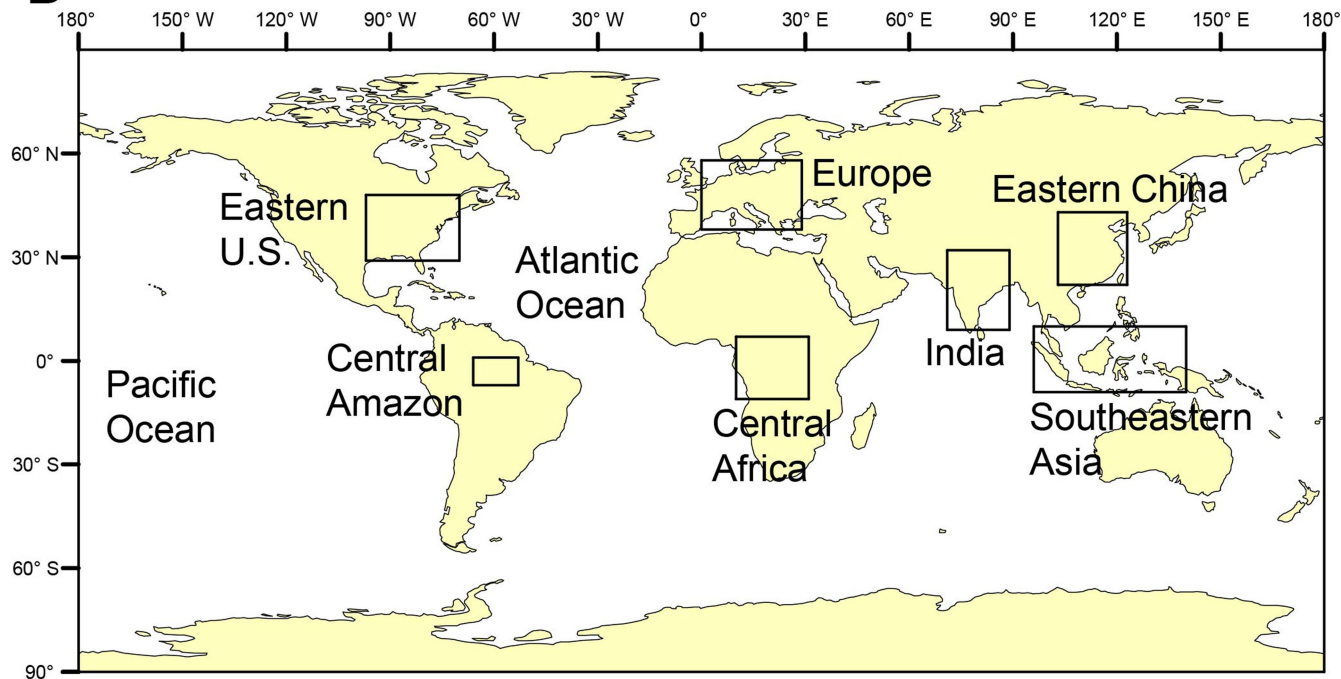 180° 150° W 120° W 90° W 60° W 30° W 0° 30° E 60° E 90° E 120° E 150° E 180°
60° N
Europe
Eastern China
Eastern
U.S.
30° N
Atlantic
Ocean
India
0°
Central
Amazon
Pacific
Ocean
Central
Africa
Southeastern
Asia
30° S
60° S
90°